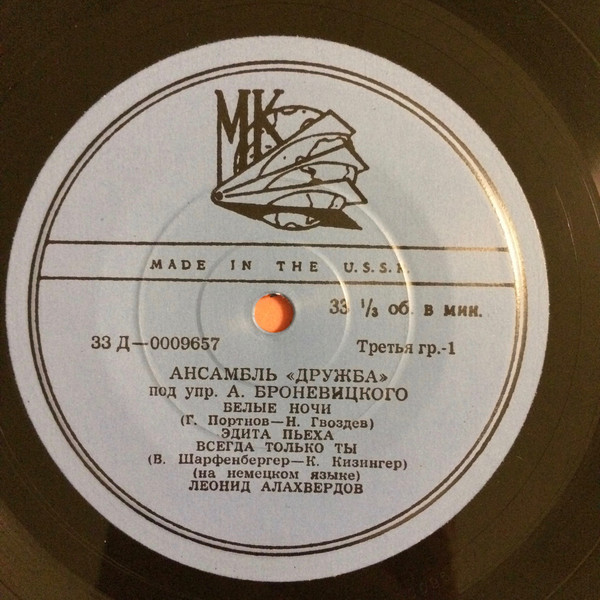 МК
MADE IN THE U.S.S.R.
33 ⅓ об. в мин.
33 Д—0009657 Третья гр.-1
АНСАМБЛЬ «ДРУЖБА»
под упр. А. БРОНЕВИЦКОГО
БЕЛЫЕ НОЧИ
(Г. Портнов—Н. Гвоздев)
ЭДИТА ПЬЕХА
ВСЕГДА ТОЛЬКО ТЫ
(В. Шарфенбергер—К. Кизингер)
(на немецком языке)
ЛЕОНИД АЛАХВЕРДОВ